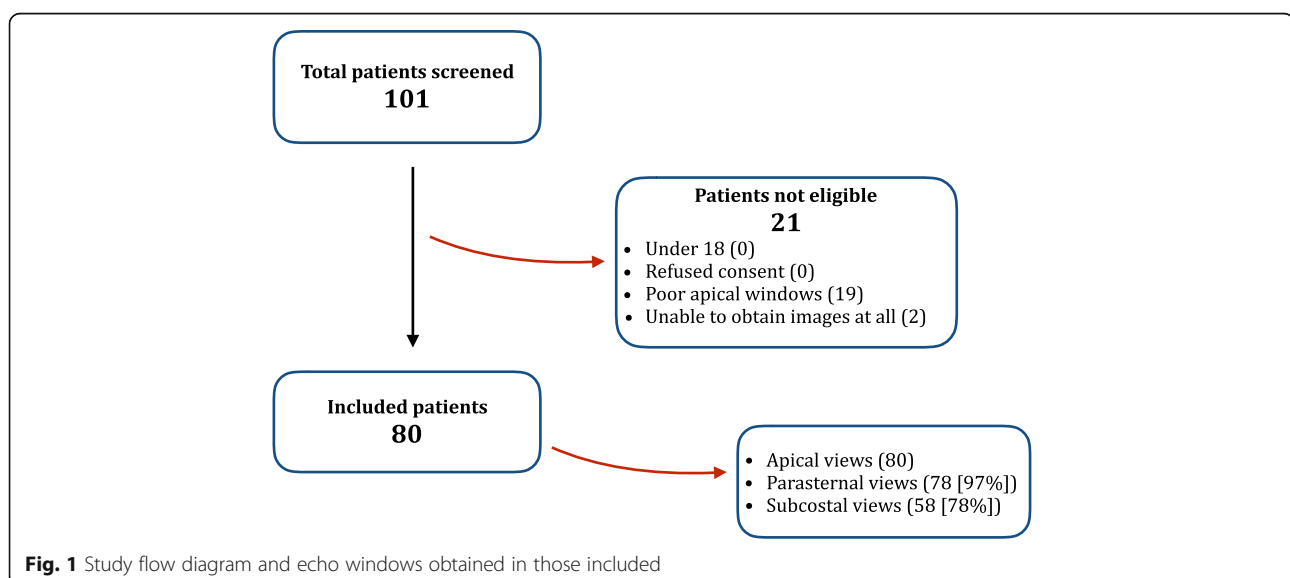 Total patients screened
101
Patients not eligible
21
• Under 18 (0)
• Refused consent (0)
• Poor apical windows (19)
• Unable to obtain images at all (2)
Included patients
80
• Apical views (80)
• Parasternal views (78 [97%])
• Subcostal views (58 [78%])
Fig. 1 Study flow diagram and echo windows obtained in those included